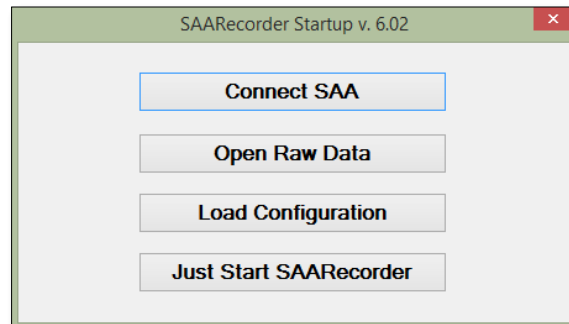 SAARecorder Startup v. 6.02
Connect SAA
Open Raw Data
Load Configuration
Just Start SAARecorder